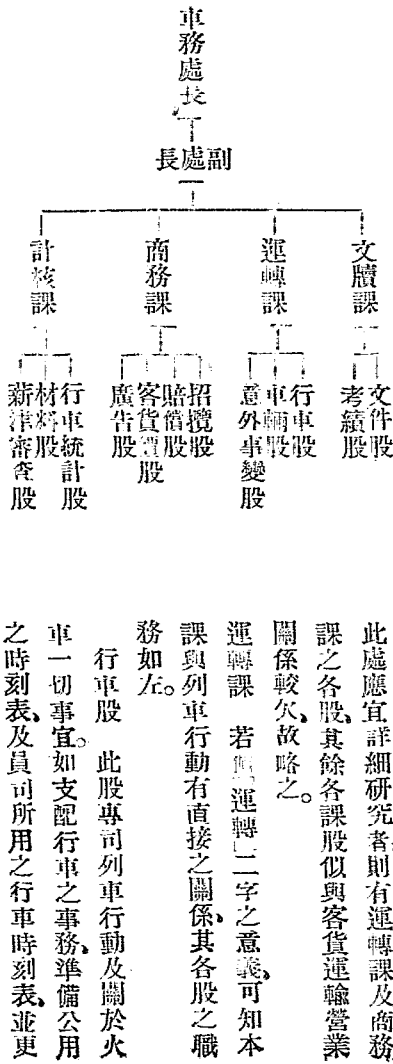 車務處長
副處長
文牘課
文件股
考績股
運轉課
行車股
車輛股
意外事變股
商務課
招攬股
賠償股
客貨票股
廣告股
計核課
行車統計股
材料股
薪津審查股
此處應宜詳細研究者、則有運轉課及商務
課之各股、其餘各課股似與客貨運輸營業
關係較欠、故略之。
運轉課　若「運轉」二字之意義、可知本
課與列車行動有直接之關係、其各股之職
務如左。
行車股　此股專司列車行動及關於火
車一切事宜。如支配行車之事務、準備公用
之時刻表、及員司所用之行車時刻表、並更